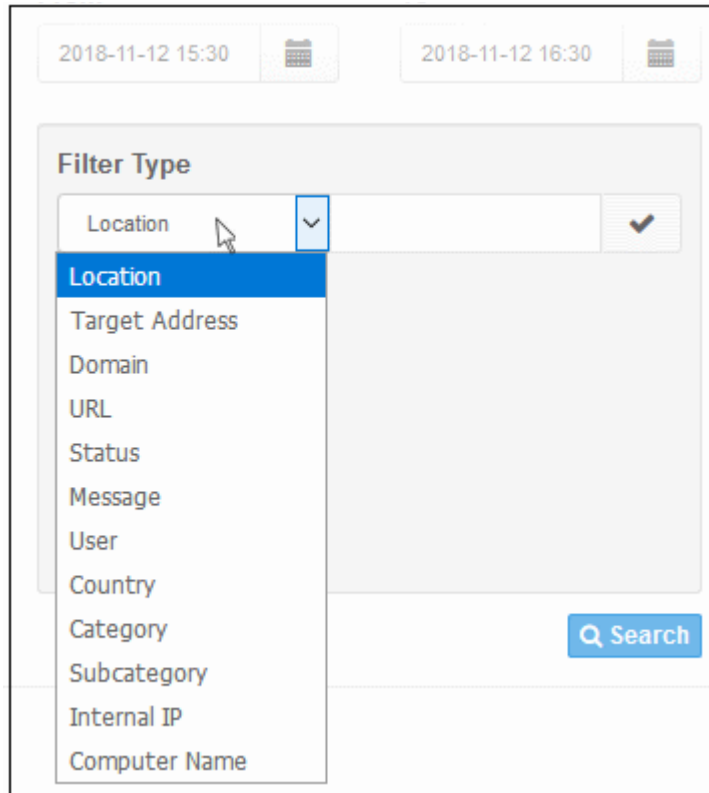 2018-11-12 15:30 2018-11-12 16:30
Filter Type
Location
Location
Target Address
Domain
URL
Status
Message
User
Country
Category
Subcategory
Internal IP
Computer Name
Search